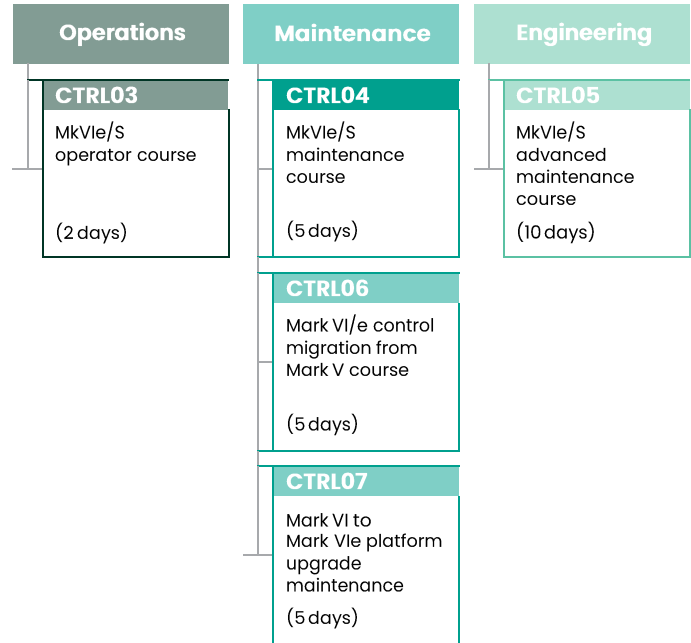 Operations
CTRL03
MkVIe/S
operator course
(2 days)
Maintenance
CTRL04
MkVIe/S
maintenance
course
(5 days)
CTRL06
Mark VI/e control
migration from
Mark V course
(5 days)
CTRL07
Mark VI to
Mark VIe platform
upgrade
maintenance
(5 days)
Engineering
CTRL05
MkVIe/S
advanced
maintenance
course
(10 days)